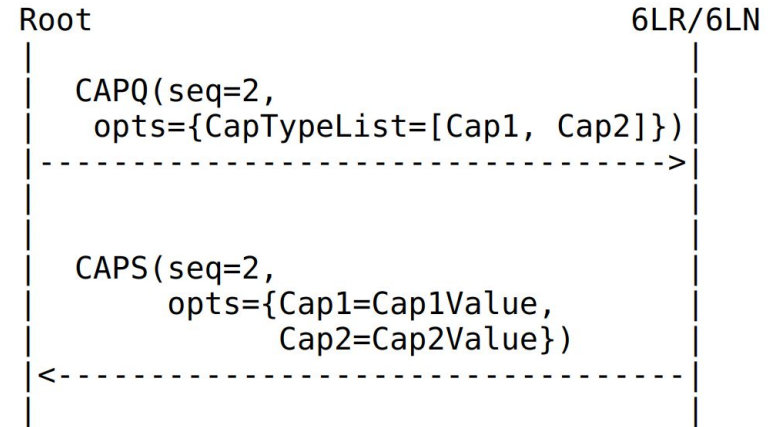 Root 6LR/6LN
CAPQ(seq=2,
opts={CapTypeList=[Cap1, Cap2]})
|---------------------------------->|
CAPS(seq=2,
opts={Cap1=Cap1Value,
Cap2=Cap2Value})
|<----------------------------------|